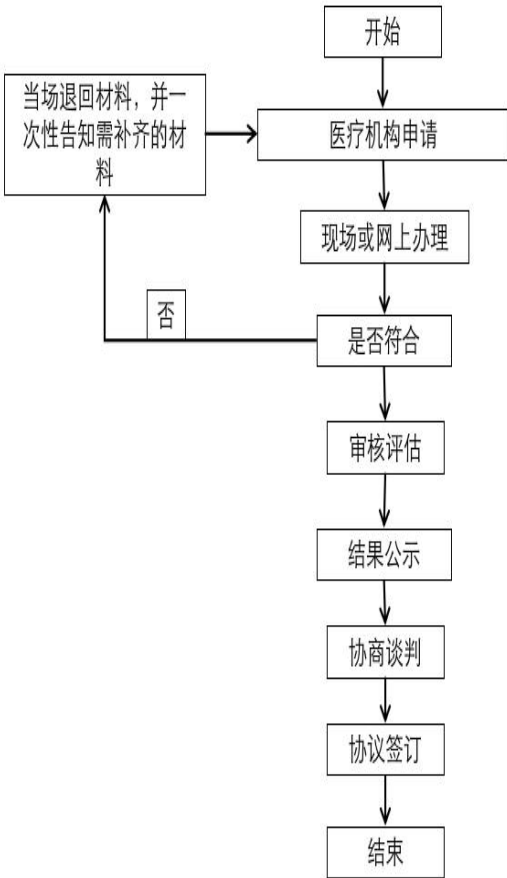 开始
当场退回材料，并一
次性告知需补齐的材
料
医疗机构申请
现场或网上办理
否
是否符合
审核评估
结果公示
协商谈判
协议签订
结束